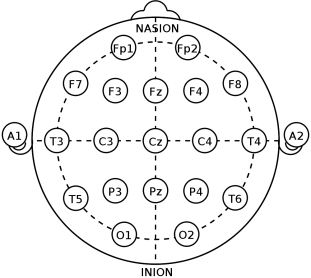 NASION
Fp1 Fp2
F7 F3 Fz F4 F8
A1 T3 C3 Cz C4 T4 A2
T5 P3 Pz P4 T6
O1 O2
INION